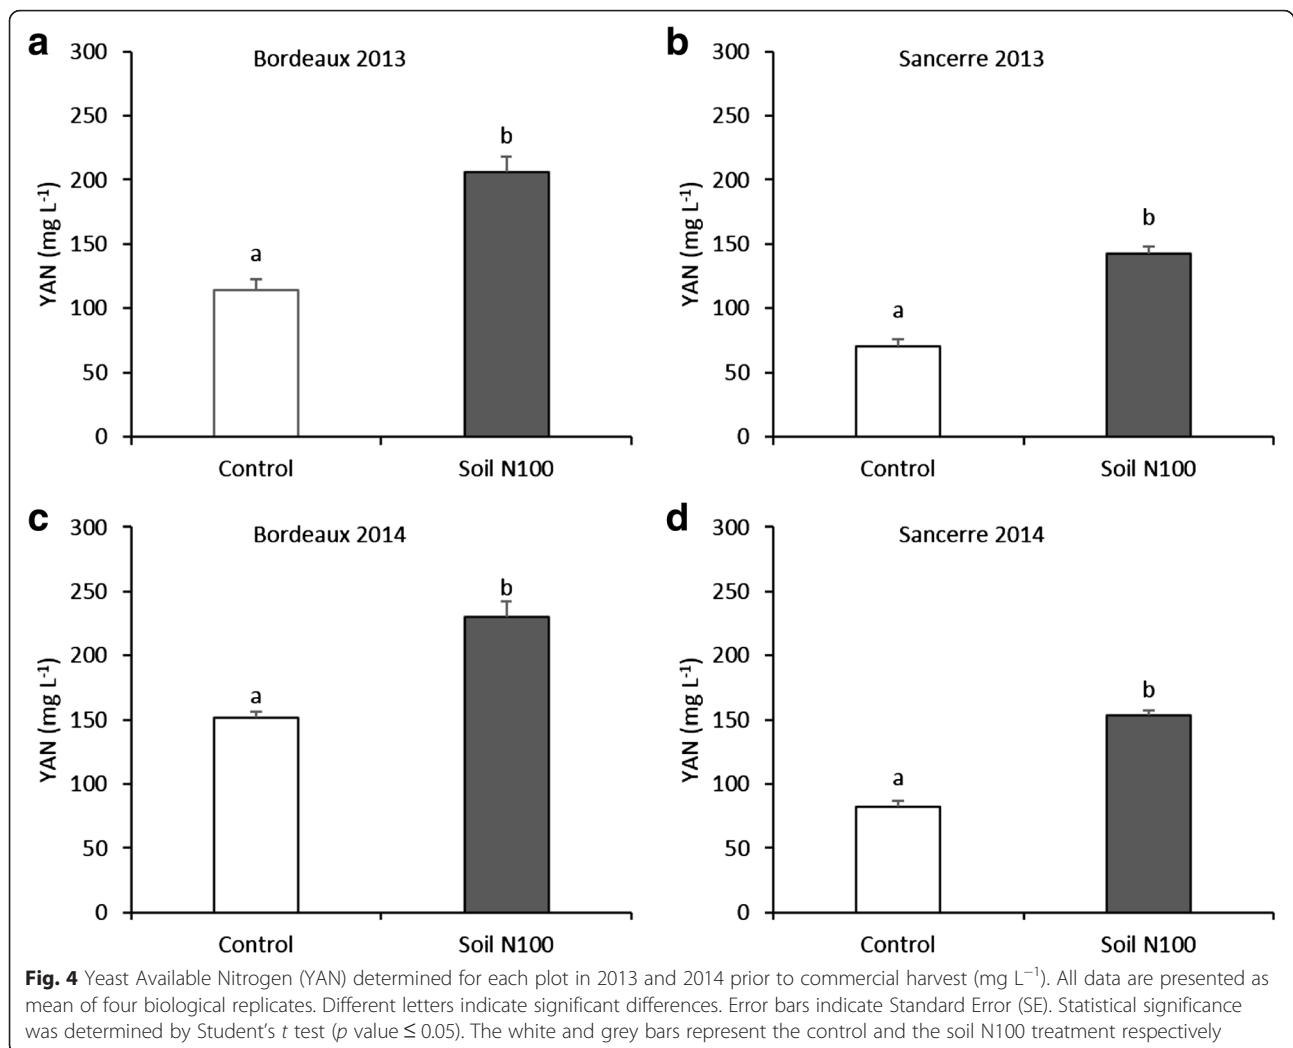 a
Bordeaux 2013
300
250
200
150
100
50
0
YAN (mg L⁻¹)
a
b
Control
Soil N100
b
Sancerre 2013
300
250
200
150
100
50
0
YAN (mg L⁻¹)
a
b
Control
Soil N100
c
Bordeaux 2014
300
250
200
150
100
50
0
YAN (mg L⁻¹)
a
b
Control
Soil N100
d
Sancerre 2014
300
250
200
150
100
50
0
YAN (mg L⁻¹)
a
b
Control
Soil N100
Fig. 4 Yeast Available Nitrogen (YAN) determined for each plot in 2013 and 2014 prior to commercial harvest (mg L⁻¹). All data are presented as
mean of four biological replicates. Different letters indicate significant differences. Error bars indicate Standard Error (SE). Statistical significance
was determined by Student's t test (p value ≤ 0.05). The white and grey bars represent the control and the soil N100 treatment respectively